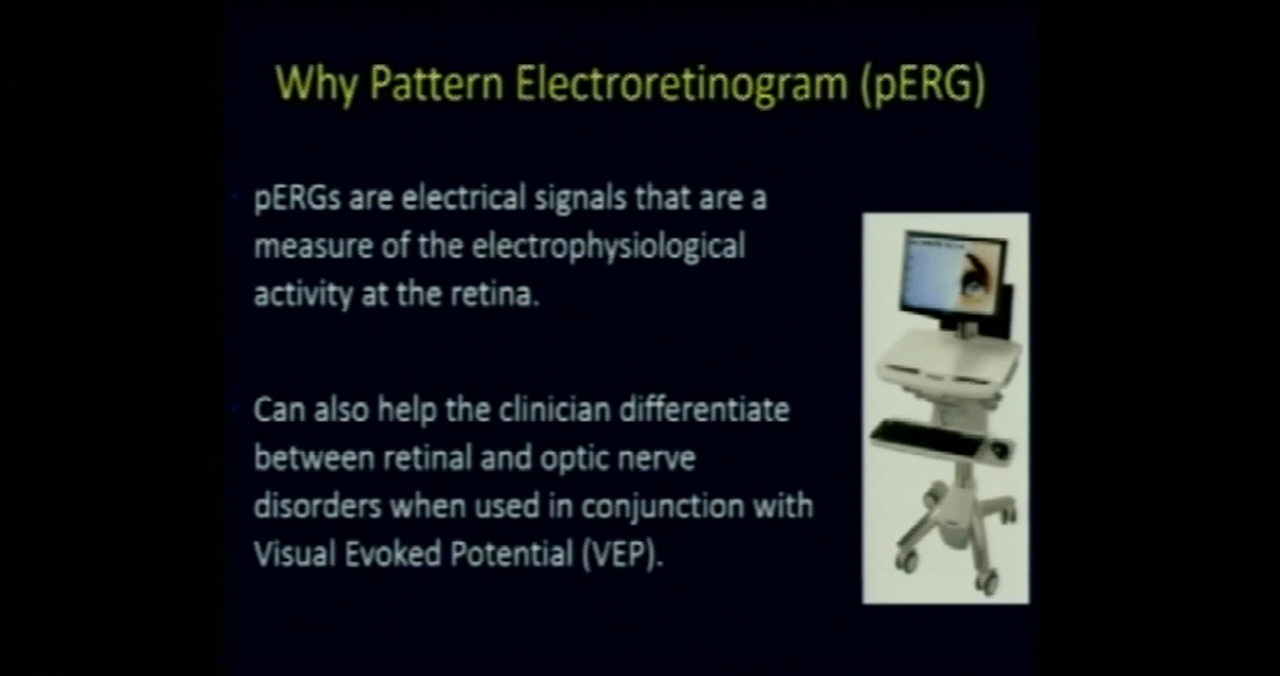 Why Pattern Electroretinogram (pERG)
pERGs are electrical signals that are a
measure of the electrophysiological
activity at the retina.
Can also help the clinician differentiate
between retinal and optic nerve
disorders when used in conjunction with
Visual Evoked Potential (VEP).